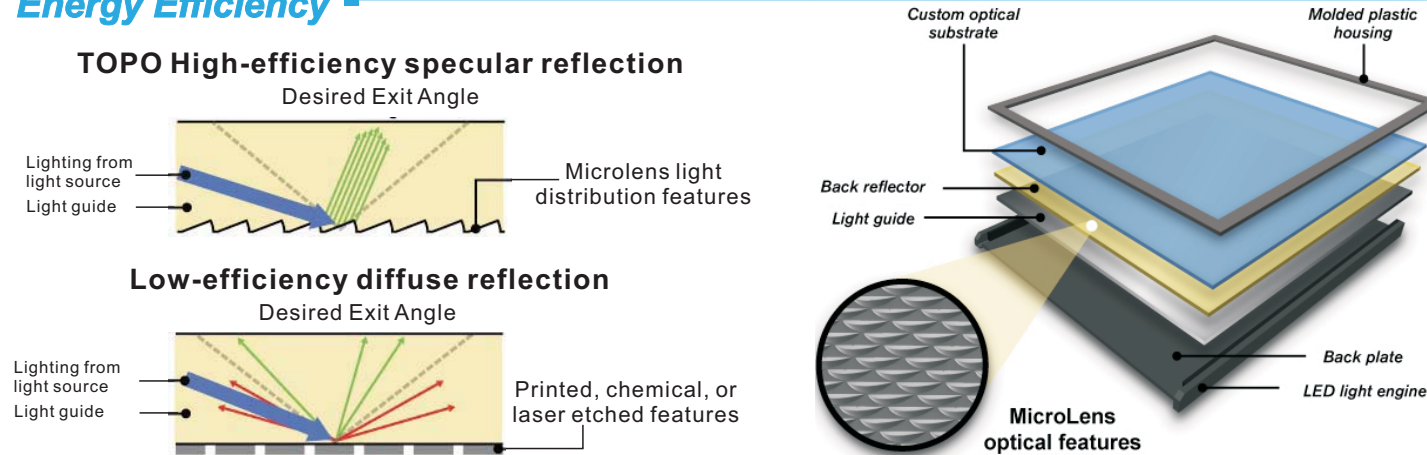 Energy Efficiency
TOPO High-efficiency specular reflection
Desired Exit Angle
Lighting from
light source
Light guide
Microlens light
distribution features
Low-efficiency diffuse reflection
Desired Exit Angle
Lighting from
light source
Light guide
Printed, chemical, or
laser etched features
Custom optical
substrate
Molded plastic
housing
Back reflector
Light guide
Back plate
LED light engine
MicroLens
optical features